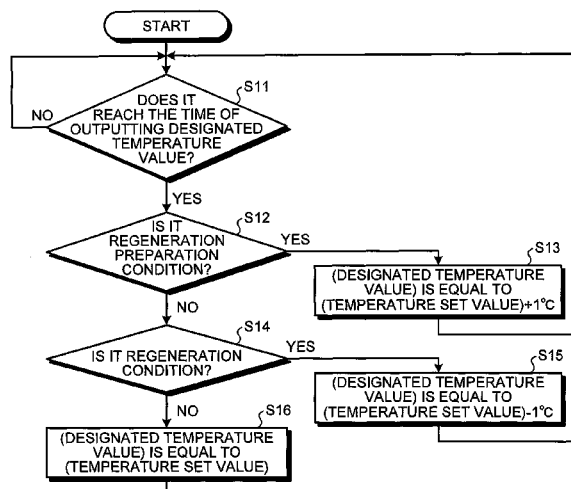 START
S11
DOES IT
REACH THE TIME OF
OUTPUTTING DESIGNATED
TEMPERATURE
VALUE?
NO
YES
S12
IS IT
REGENERATION
PREPARATION
CONDITION?
YES
S13
(DESIGNATED TEMPERATURE
VALUE) IS EQUAL TO
(TEMPERATURE SET VALUE)+1°C
NO
S14
IS IT REGENERATION
CONDITION?
YES
S15
(DESIGNATED TEMPERATURE
VALUE) IS EQUAL TO
(TEMPERATURE SET VALUE)-1°C
NO
S16
(DESIGNATED TEMPERATURE
VALUE) IS EQUAL TO
(TEMPERATURE SET VALUE)